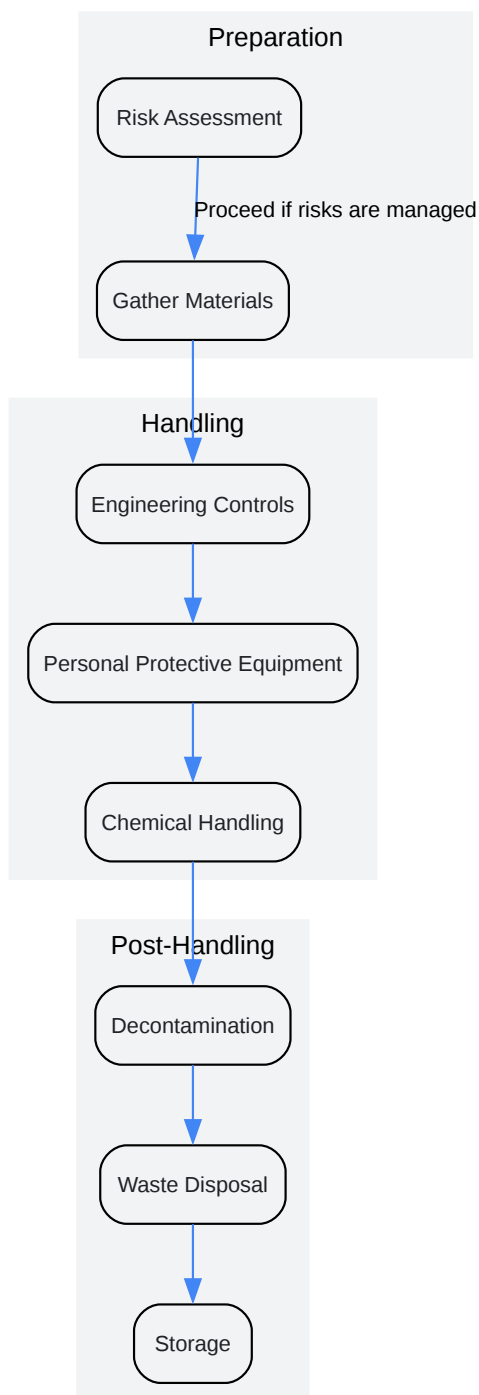 Preparation
Risk Assessment
Proceed if risks are managed
Gather Materials
Handling
Engineering Controls
Personal Protective Equipment
Chemical Handling
Post-Handling
Decontamination
Waste Disposal
Storage